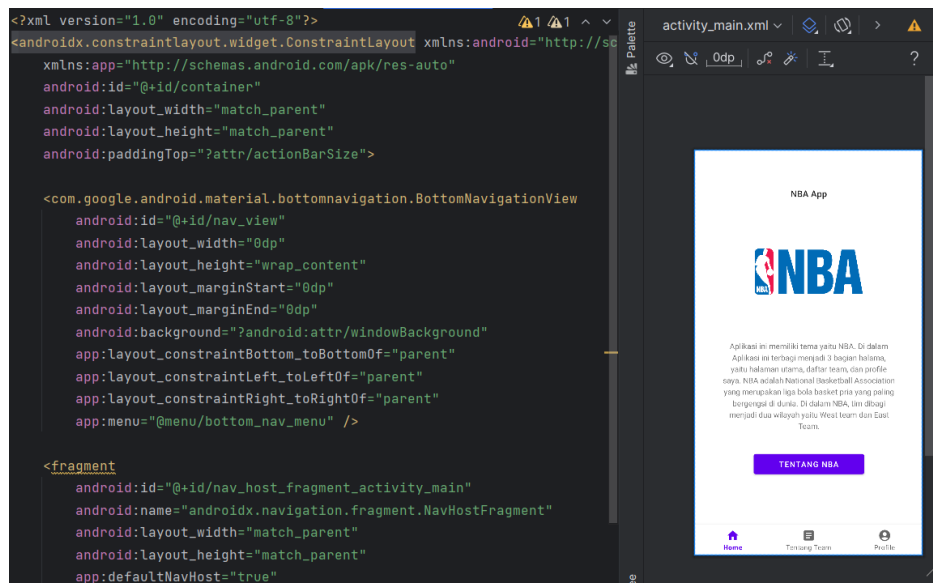 <?xml version="1.0" encoding="utf-8"?>
1 1
<androidx.constraintlayout.widget.ConstraintLayout xmlns:android="http://sc
xmlns:app="http://schemas.android.com/apk/res-auto"
android:id="@+id/container"
android:layout_width="match_parent"
android:layout_height="match_parent"
android:paddingTop="?attr/actionBarSize">
<com.google.android.material.bottomnavigation.BottomNavigationView
android:id="@+id/nav_view"
android:layout_width="0dp"
android:layout_height="wrap_content"
android:layout_marginStart="0dp"
android:layout_marginEnd="0dp"
android:background="?android:attr/windowBackground"
app:layout_constraintBottom_toBottomOf="parent"
app:layout_constraintLeft_toLeftOf="parent"
app:layout_constraintRight_toRightOf="parent"
app:menu="@menu/bottom_nav_menu" />
<fragment
android:id="@+id/nav_host_fragment_activity_main"
android:name="androidx.navigation.fragment.NavHostFragment"
android:layout_width="match_parent"
android:layout_height="match_parent"
app:defaultNavHost="true"
Palette
activity_main.xml
0dp
?
NBA App
NBA
NBA
Aplikasi ini memiliki tema yaitu NBA. Di dalam
Aplikasi ini terbagi menjadi 3 bagian halama,
yaitu halaman utama, daftar team, dan profile
saya. NBA adalah National Basketball Association
yang merupakan liga bola basket pria yang paling
bergengsi di dunia. Di dalam NBA, tim dibagi
menjadi dua wilayah yaitu West team dan East
Team.
TENTANG NBA
Home
Tentang Team
Profile